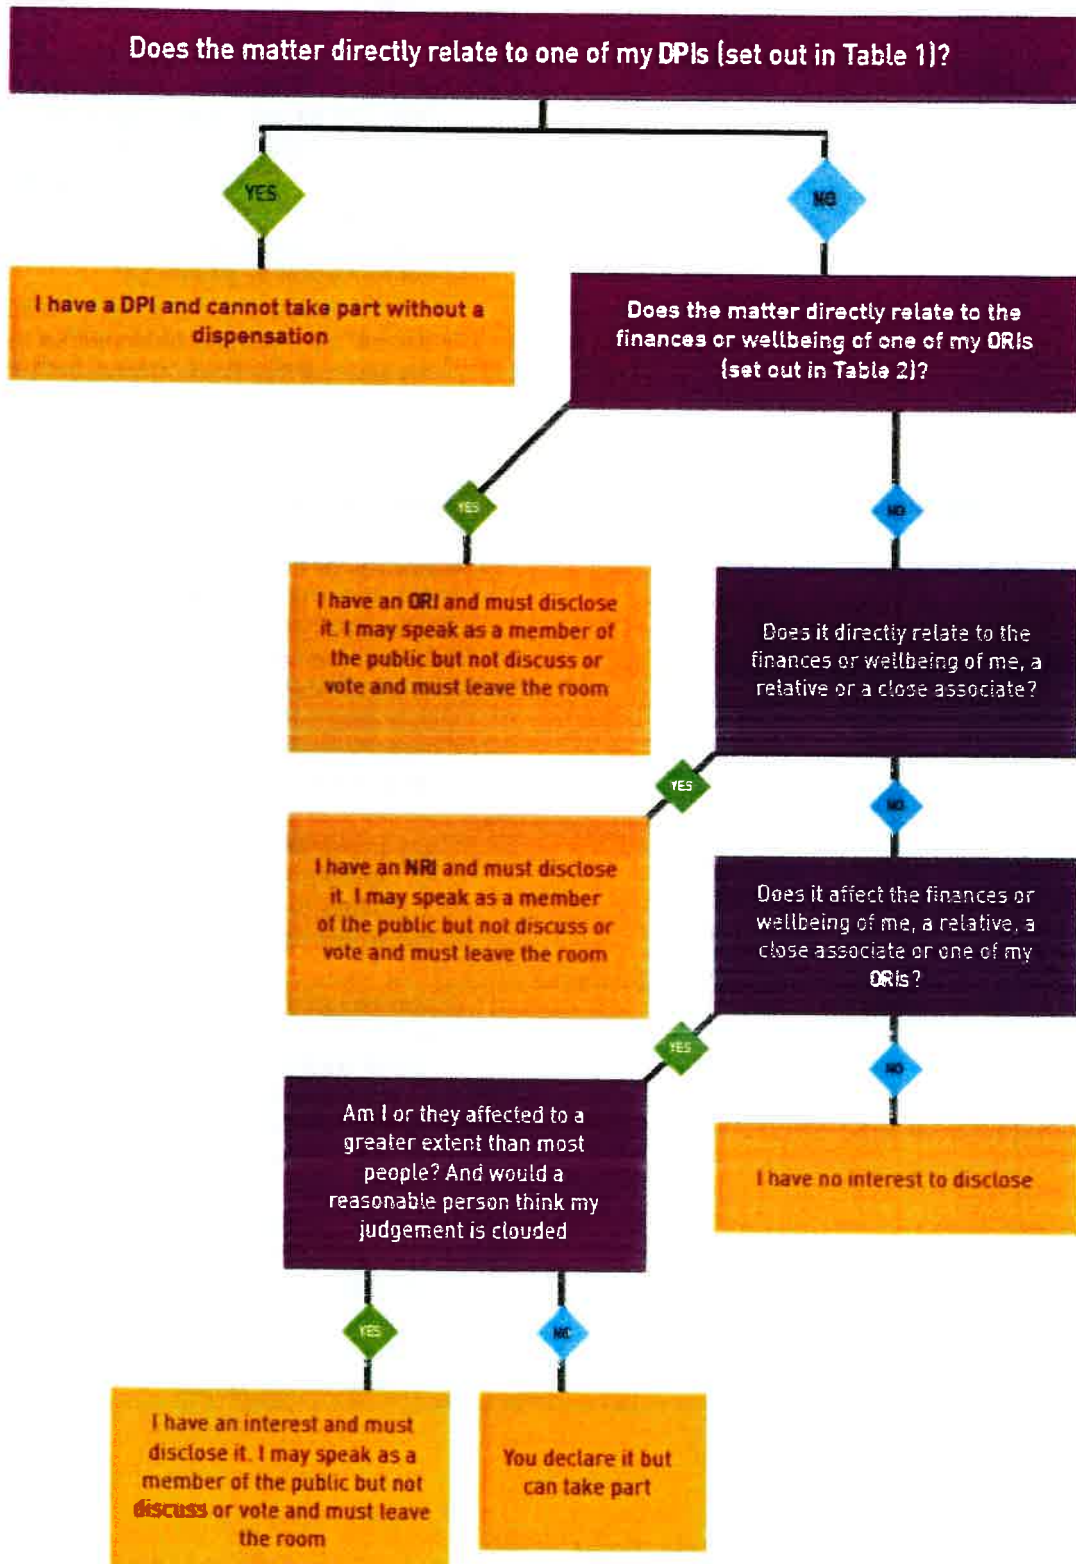 Does the matter directly relate to one of my DPIs (set out in Table 1)?
YES
NO
I have a DPI and cannot take part without a
dispensation
Does the matter directly relate to the
finances or wellbeing of one of my ORIs
(set out in Table 2)?
YES
NO
I have an ORI and must disclose
it. I may speak as a member of
the public but not discuss or
vote and must leave the room
Does it directly relate to the
finances or wellbeing of me, a
relative or a close associate?
YES
NO
I have an NRI and must disclose
it. I may speak as a member
of the public but not discuss or
vote and must leave the room
Does it affect the finances or
wellbeing of me, a relative, a
close associate or one of my
ORIs?
YES
NO
Am I or they affected to a
greater extent than most
people? And would a
reasonable person think my
judgement is clouded
I have no interest to disclose
YES
NO
I have an interest and must
disclose it. I may speak as a
member of the public but not
discuss or vote and must leave
the room
You declare it but
can take part